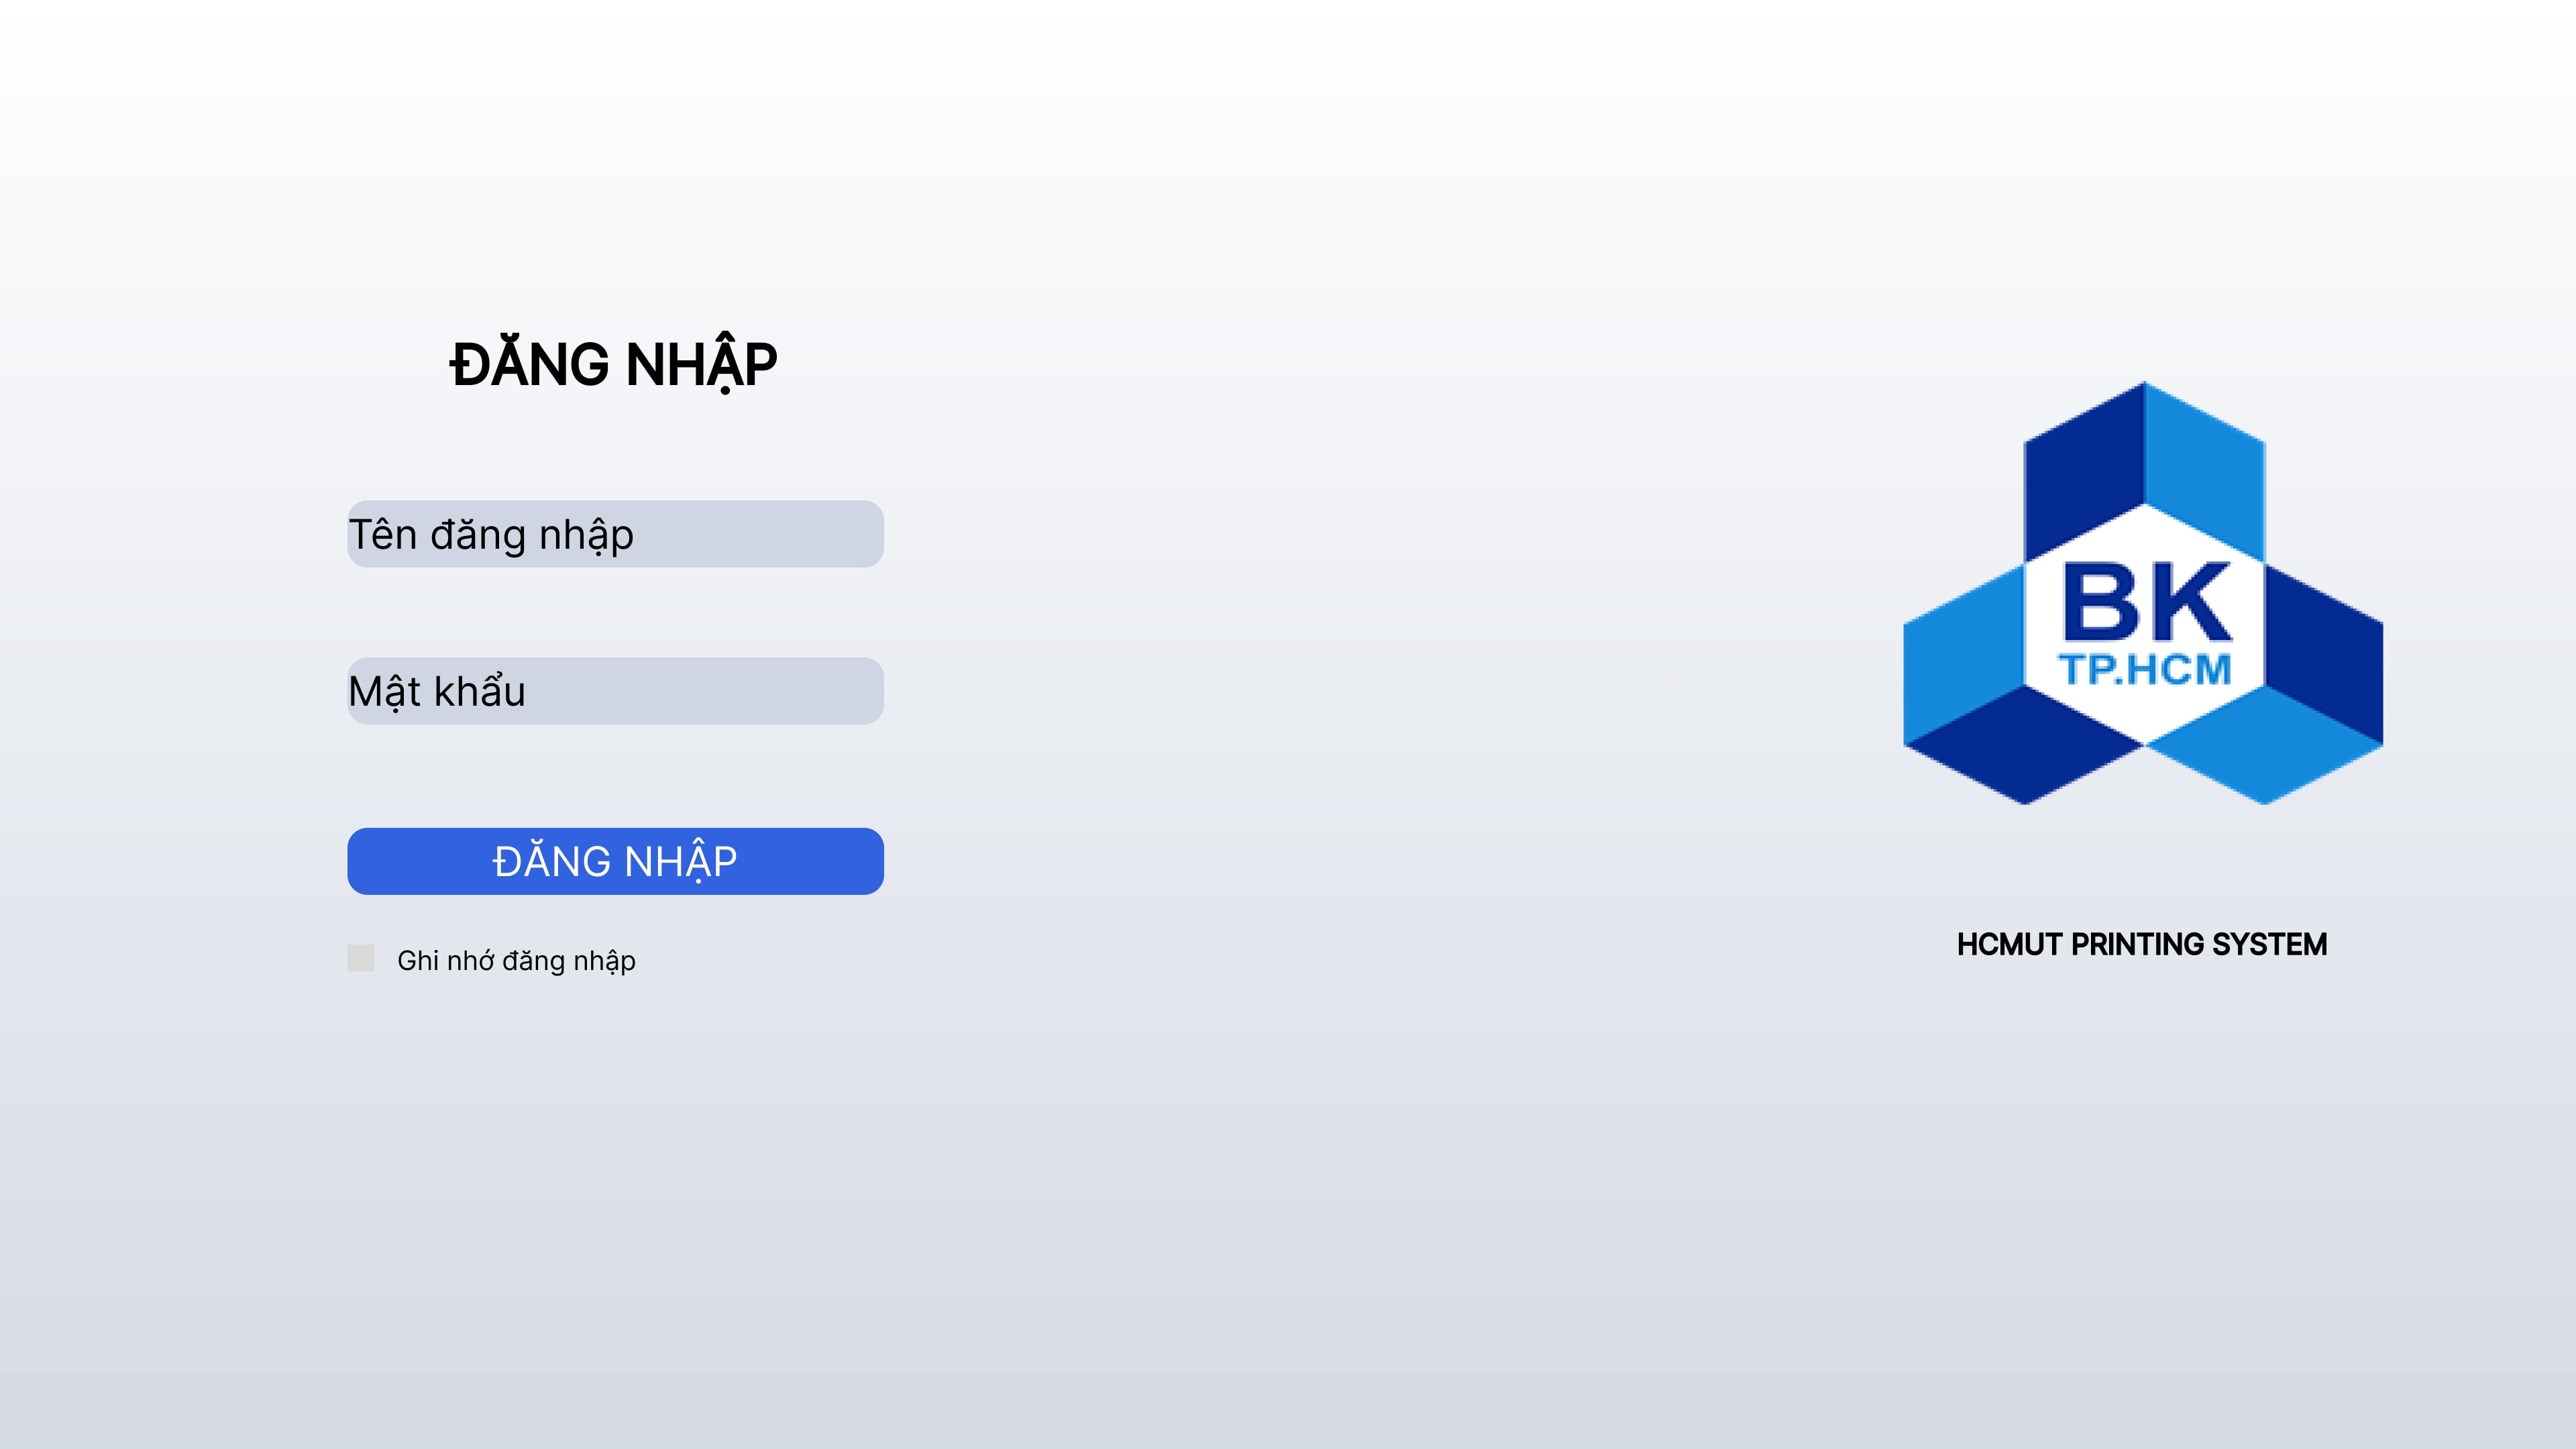 ĐĂNG NHẬP
Tên đăng nhập
Mật khẩu
ĐĂNG NHẬP
Ghi nhớ đăng nhập
BK
TP.HCM
HCMUT PRINTING SYSTEM